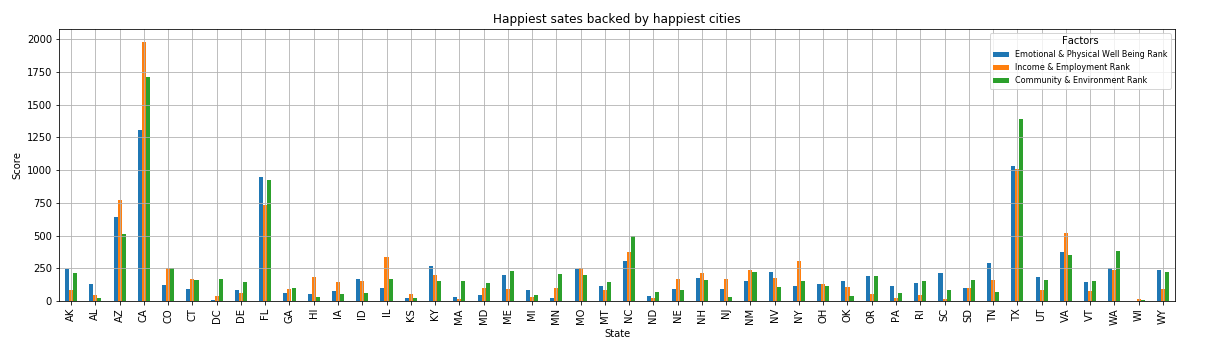 Happiest sates backed by happiest cities
Factors
Emotional & Physical Well Being Rank
Income & Employment Rank
Community & Environment Rank
Score
2000
1750
1500
1250
1000
750
500
250
0
AK AL AZ CA CO CT DC DE FL GA HI IA ID IL KS KY MA MD ME MI MN MO MT NC ND NE NH NJ NM NV NY OH OK OR PA RI SC SD TN TX UT VA VT WA WI WY
State